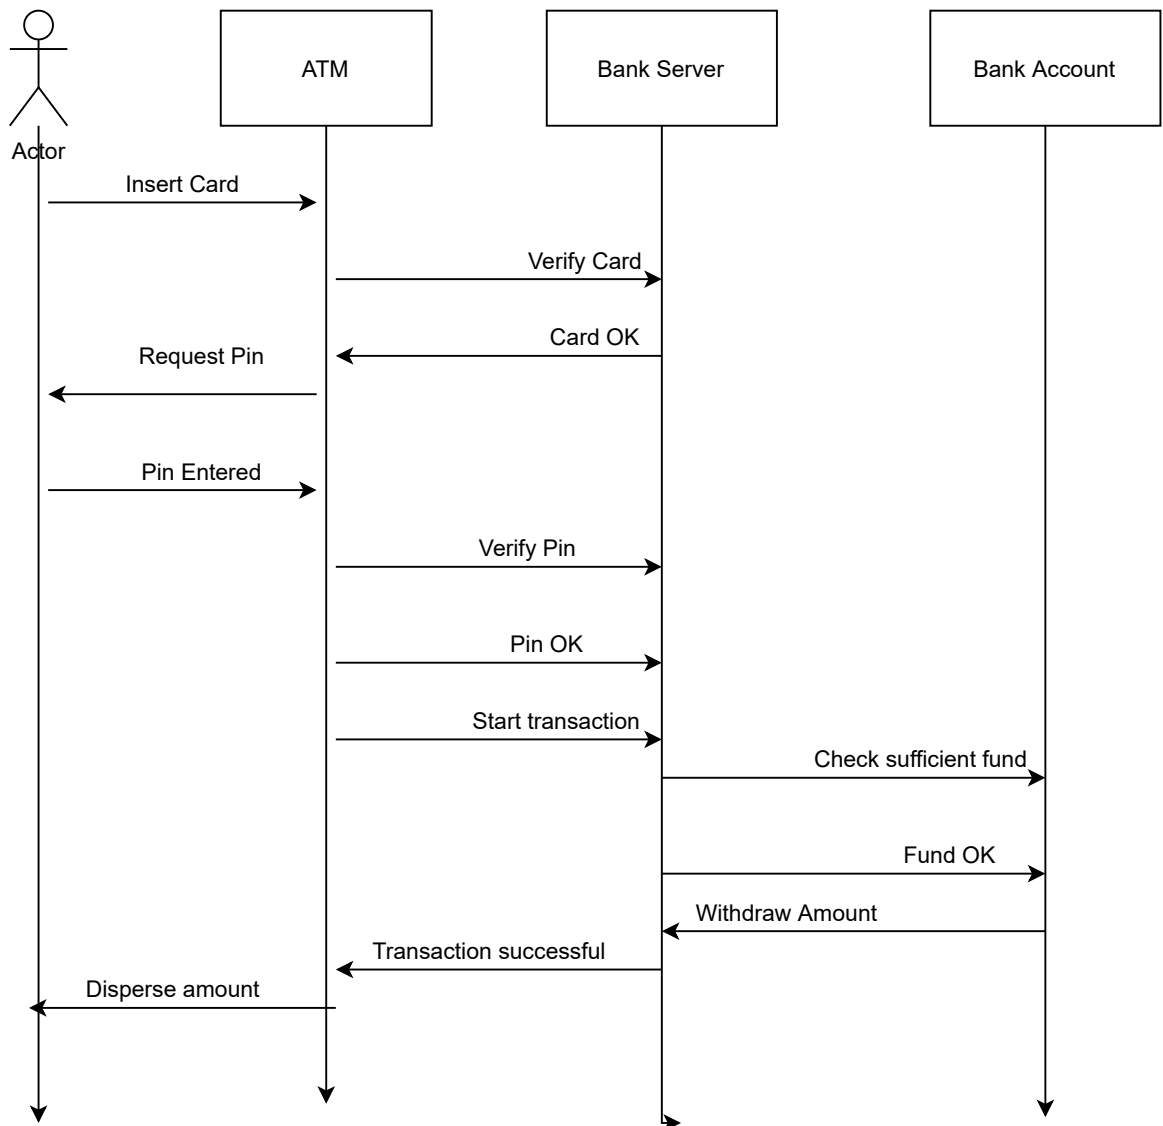 ATM
Bank Server
Bank Account
Actor
Insert Card
Verify Card
Card OK
Request Pin
Pin Entered
Verify Pin
Pin OK
Start transaction
Check sufficient fund
Fund OK
Withdraw Amount
Transaction successful
Disperse amount